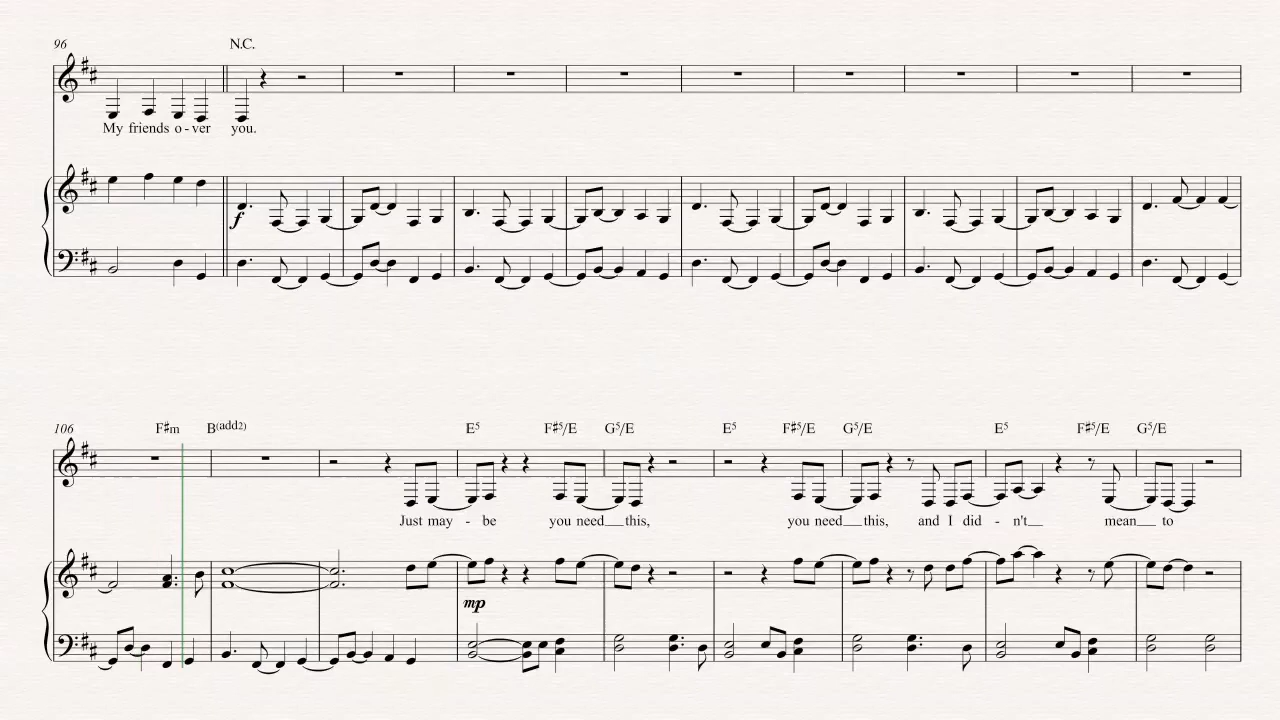 96 N.C.
My friends o - ver you.
f
106 F♯m B(add2) E5 F♯5/E G5/E E5 F♯5/E G5/E E5 F♯5/E G5/E
Just may - be you need this, you need this, and I did - n't mean to
mp